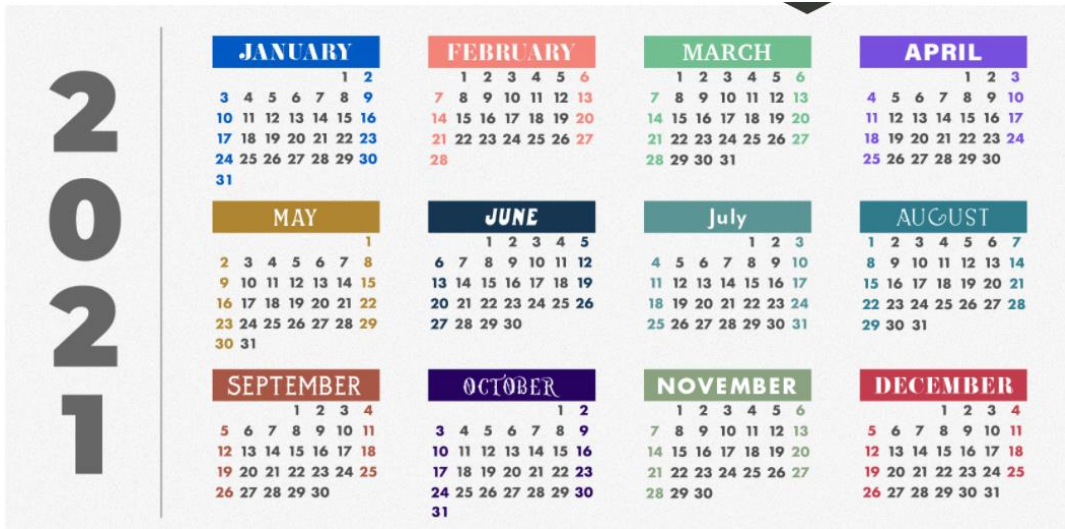 2021
JANUARY
1 2
3 4 5 6 7 8 9
10 11 12 13 14 15 16
17 18 19 20 21 22 23
24 25 26 27 28 29 30
31
FEBRUARY
1 2 3 4 5 6
7 8 9 10 11 12 13
14 15 16 17 18 19 20
21 22 23 24 25 26 27
28
MARCH
1 2 3 4 5 6
7 8 9 10 11 12 13
14 15 16 17 18 19 20
21 22 23 24 25 26 27
28 29 30 31
APRIL
1 2 3
4 5 6 7 8 9 10
11 12 13 14 15 16 17
18 19 20 21 22 23 24
25 26 27 28 29 30
MAY
1
2 3 4 5 6 7 8
9 10 11 12 13 14 15
16 17 18 19 20 21 22
23 24 25 26 27 28 29
30 31
JUNE
1 2 3 4 5
6 7 8 9 10 11 12
13 14 15 16 17 18 19
20 21 22 23 24 25 26
27 28 29 30
July
1 2 3
4 5 6 7 8 9 10
11 12 13 14 15 16 17
18 19 20 21 22 23 24
25 26 27 28 29 30 31
AUGUST
1 2 3 4 5 6 7
8 9 10 11 12 13 14
15 16 17 18 19 20 21
22 23 24 25 26 27 28
29 30 31
SEPTEMBER
1 2 3 4
5 6 7 8 9 10 11
12 13 14 15 16 17 18
19 20 21 22 23 24 25
26 27 28 29 30
OCTOBER
1 2
3 4 5 6 7 8 9
10 11 12 13 14 15 16
17 18 19 20 21 22 23
24 25 26 27 28 29 30
31
NOVEMBER
1 2 3 4 5 6
7 8 9 10 11 12 13
14 15 16 17 18 19 20
21 22 23 24 25 26 27
28 29 30
DECEMBER
1 2 3 4
5 6 7 8 9 10 11
12 13 14 15 16 17 18
19 20 21 22 23 24 25
26 27 28 29 30 31